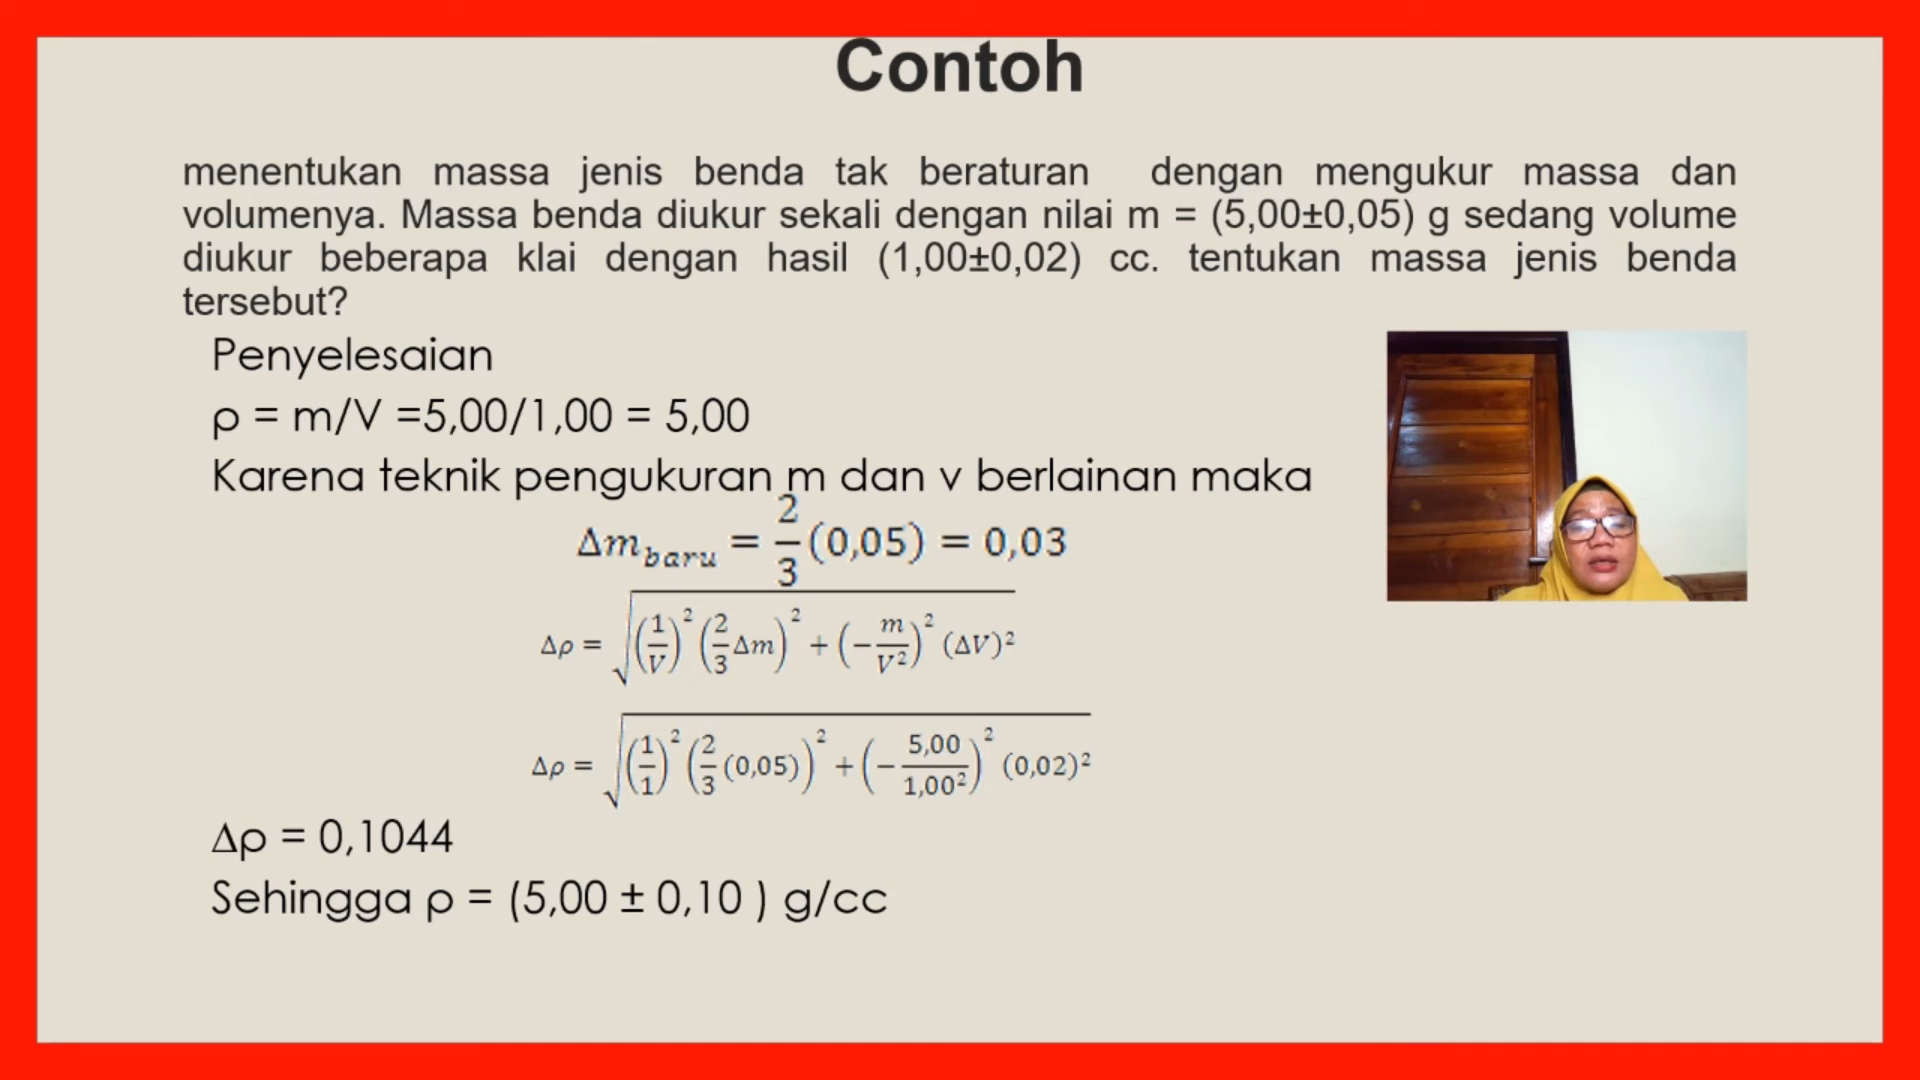 Contoh
menentukan massa jenis benda tak beraturan dengan mengukur massa dan
volumenya. Massa benda diukur sekali dengan nilai m = (5,00±0,05) g sedang volume
diukur beberapa klai dengan hasil (1,00±0,02) cc. tentukan massa jenis benda
tersebut?
Penyelesaian
ρ = m/V =5,00/1,00 = 5,00
Karena teknik pengukuran m dan v berlainan maka
Δm_baru = 2/3 (0,05) = 0,03
Δρ = √((1/V)² (2/3 Δm)² + (−m/V²)² (ΔV)²)
Δρ = √((1/1)² (2/3 (0,05))² + (−5,00/1,00²)² (0,02)²)
Δρ = 0,1044
Sehingga ρ = (5,00 ± 0,10 ) g/cc